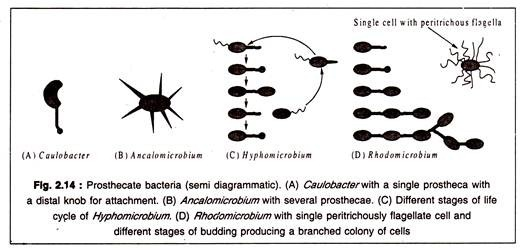 Single cell with peritrichous flagella
(A) Caulobacter (B) Ancalomicrobium (C) Hyphomicrobium (D) Rhodomicrobium
Fig. 2.14 : Prosthecate bacteria (semi diagrammatic). (A) Caulobacter with a single prostheca with
a distal knob for attachment. (B) Ancalomicrobium with several prosthecae. (C) Different stages of life
cycle of Hyphomicrobium. (D) Rhodomicrobium with single peritrichously flagellate cell and
different stages of budding producing a branched colony of cells